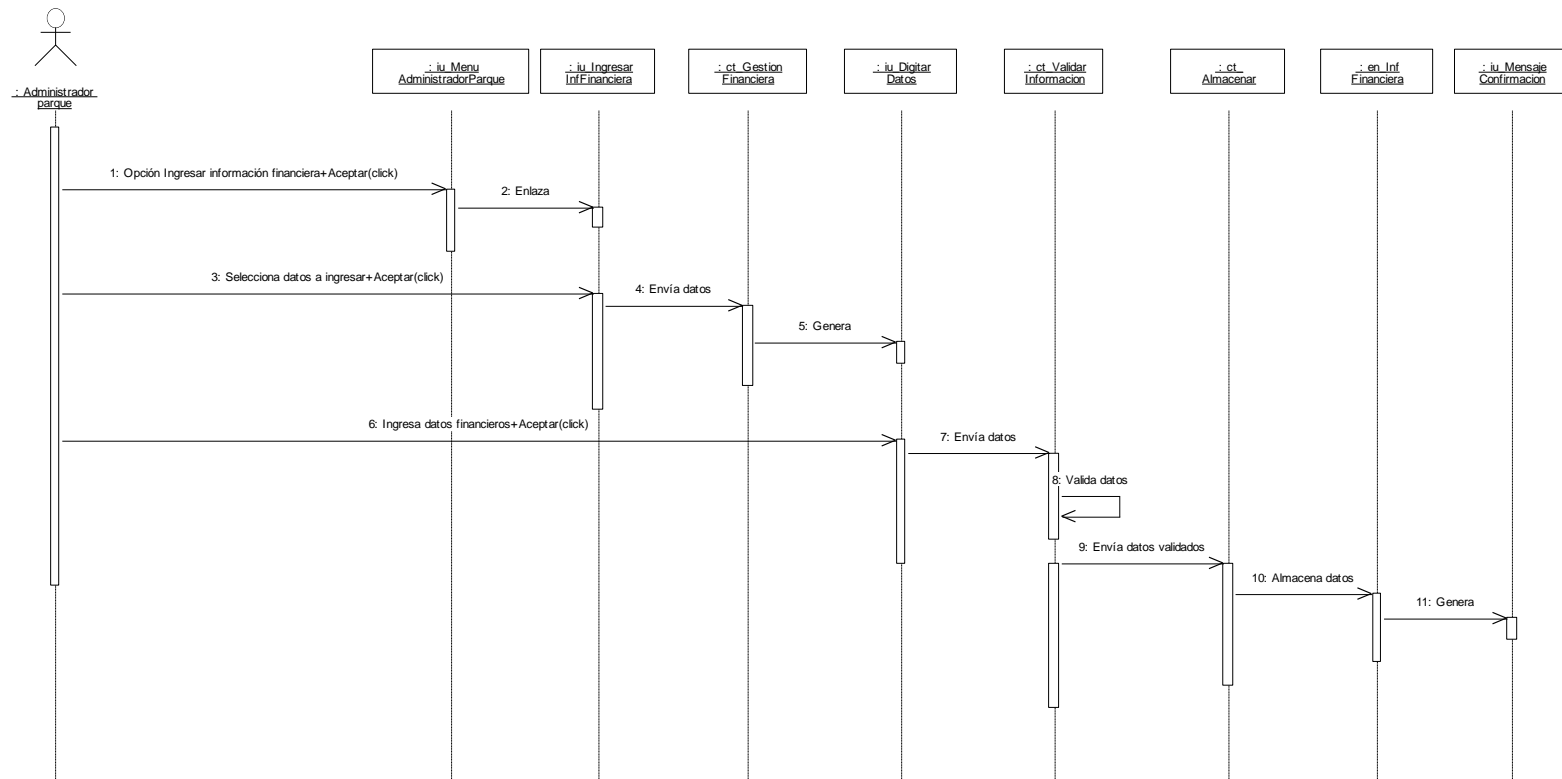 : Administrador
parque
: iu_Menu
AdministradorParque
: iu_Ingresar
InfFinanciera
: ct_Gestion
Financiera
: iu_Digitar
Datos
: ct_Validar
Informacion
: ct_
Almacenar
: en_Inf
Financiera
: iu_Mensaje
Confirmacion
1: Opción Ingresar información financiera+Aceptar(click)
2: Enlaza
3: Selecciona datos a ingresar+Aceptar(click)
4: Envía datos
5: Genera
6: Ingresa datos financieros+Aceptar(click)
7: Envía datos
8: Valida datos
9: Envía datos validados
10: Almacena datos
11: Genera